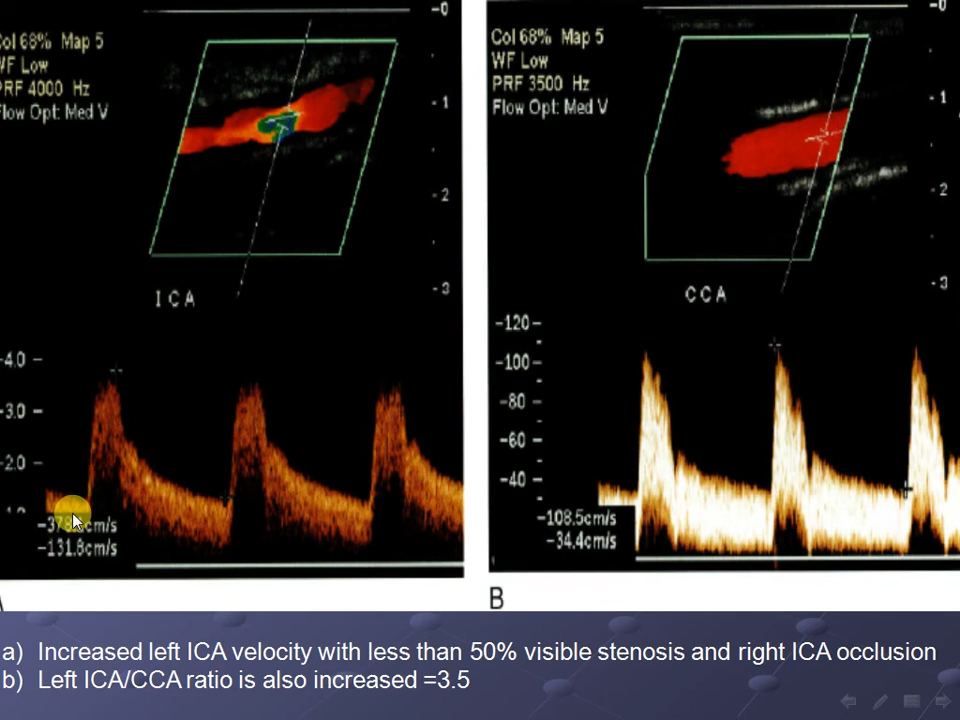 Col 68% Map 5
WF Low
PRF 4000 Hz
Flow Opt: Med V
-0
-1
-2
-3
ICA
-4.0
-3.0
-2.0
cm/s
-131.8cm/s
Col 68% Map 5
WF Low
PRF 3500 Hz
Flow Opt: Med V
-0
-1
-2
-3
CCA
-120
-100
-80
-60
-40
-108.5cm/s
-34.4cm/s
B
a) Increased left ICA velocity with less than 50% visible stenosis and right ICA occlusion
b) Left ICA/CCA ratio is also increased =3.5